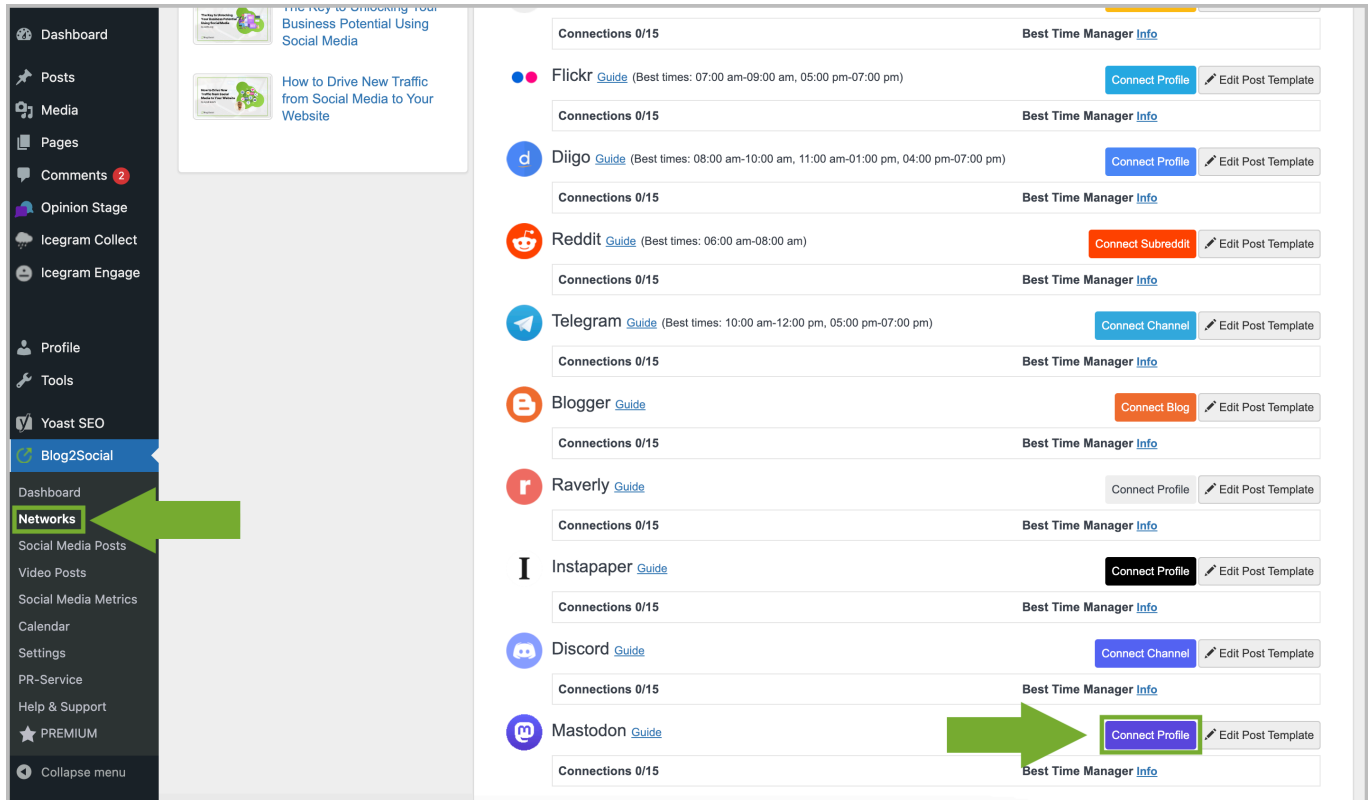 Dashboard
Posts
Media
Pages
Comments 2
Opinion Stage
Icegram Collect
Icegram Engage
Profile
Tools
Yoast SEO
Blog2Social
Dashboard
Networks
Social Media Posts
Video Posts
Social Media Metrics
Calendar
Settings
PR-Service
Help & Support
PREMIUM
Collapse menu
The Key to Unlocking Your
Business Potential Using
Social Media
How to Drive New Traffic
from Social Media to Your
Website
Connections 0/15 Best Time Manager Info
Flickr Guide (Best times: 07:00 am-09:00 am, 05:00 pm-07:00 pm) Connect Profile Edit Post Template
Connections 0/15 Best Time Manager Info
Diigo Guide (Best times: 08:00 am-10:00 am, 11:00 am-01:00 pm, 04:00 pm-07:00 pm) Connect Profile Edit Post Template
Connections 0/15 Best Time Manager Info
Reddit Guide (Best times: 06:00 am-08:00 am) Connect Subreddit Edit Post Template
Connections 0/15 Best Time Manager Info
Telegram Guide (Best times: 10:00 am-12:00 pm, 05:00 pm-07:00 pm) Connect Channel Edit Post Template
Connections 0/15 Best Time Manager Info
Blogger Guide Connect Blog Edit Post Template
Connections 0/15 Best Time Manager Info
Raverly Guide Connect Profile Edit Post Template
Connections 0/15 Best Time Manager Info
Instapaper Guide Connect Profile Edit Post Template
Connections 0/15 Best Time Manager Info
Discord Guide Connect Channel Edit Post Template
Connections 0/15 Best Time Manager Info
Mastodon Guide Connect Profile Edit Post Template
Connections 0/15 Best Time Manager Info